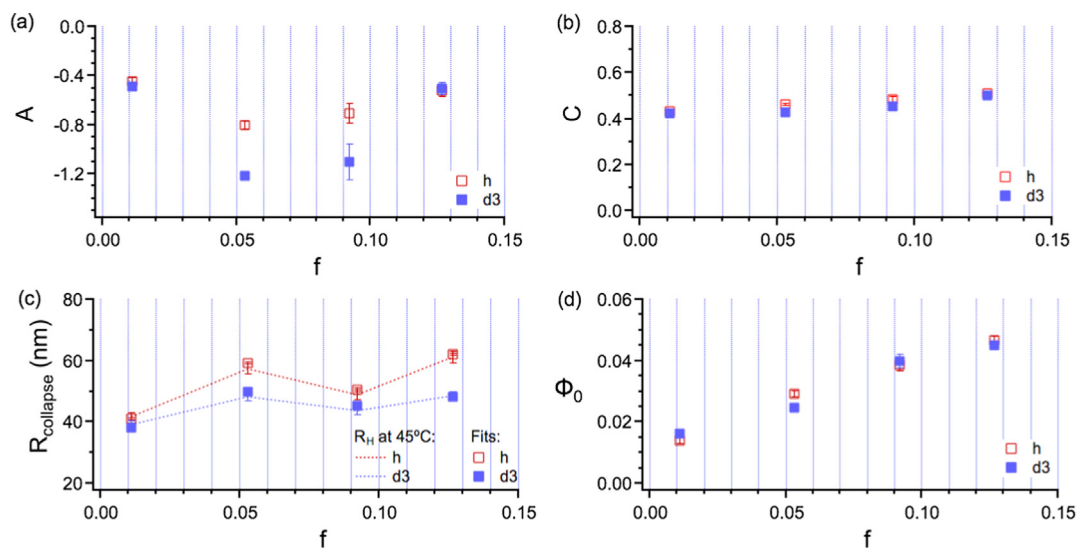 (a)
0.0
-0.4
-0.8
-1.2
A
h
d3
0.00 0.05 0.10 0.15
f
(b)
0.8
0.6
0.4
0.2
0.0
C
h
d3
0.00 0.05 0.10 0.15
f
(c)
80
60
40
20
R_collapse (nm)
R_H at 45ºC: Fits:
h h
d3 d3
0.00 0.05 0.10 0.15
f
(d)
0.06
0.04
0.02
0.00
Φ₀
h
d3
0.00 0.05 0.10 0.15
f